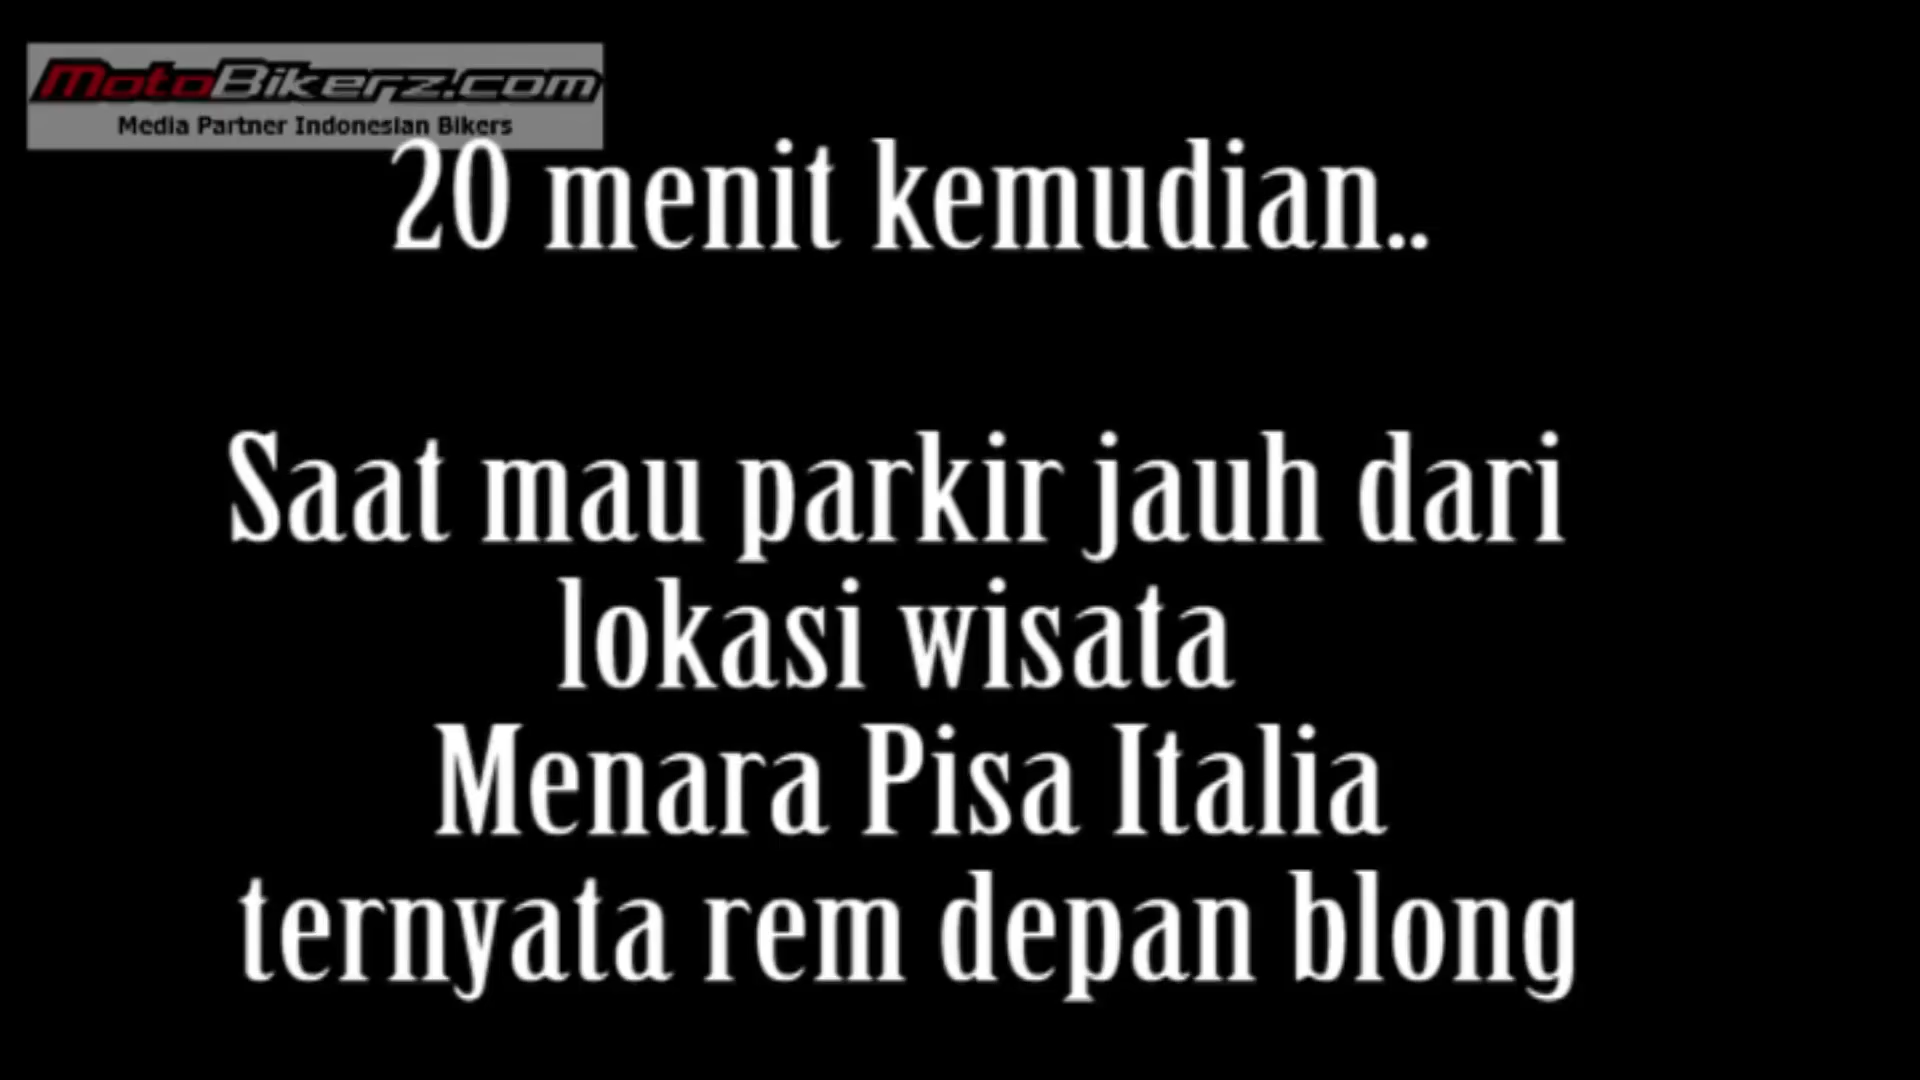 MotoBikerz.com
Media Partner Indonesian Bikers
20 menit kemudian..
Saat mau parkir jauh dari
lokasi wisata
Menara Pisa Italia
ternyata rem depan blong